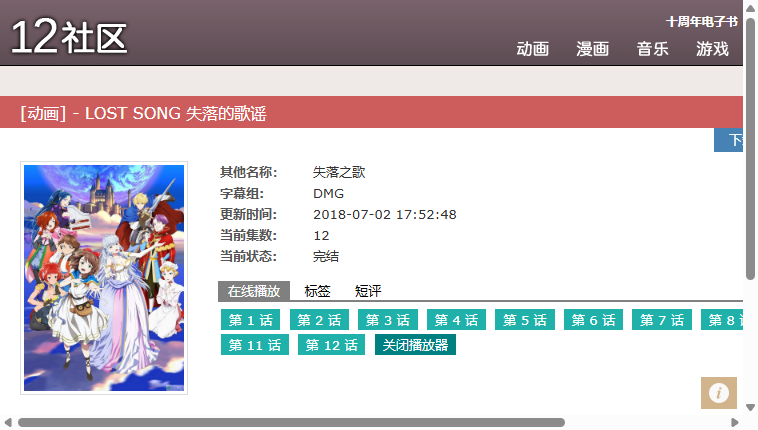 12社区
十周年电子书
动画 漫画 音乐 游戏
[动画] - LOST SONG 失落的歌谣
其他名称: 失落之歌
字幕组: DMG
更新时间: 2018-07-02 17:52:48
当前集数: 12
当前状态: 完结
在线播放 标签 短评
第 1 话 第 2 话 第 3 话 第 4 话 第 5 话 第 6 话 第 7 话 第 8
第 11 话 第 12 话 关闭播放器